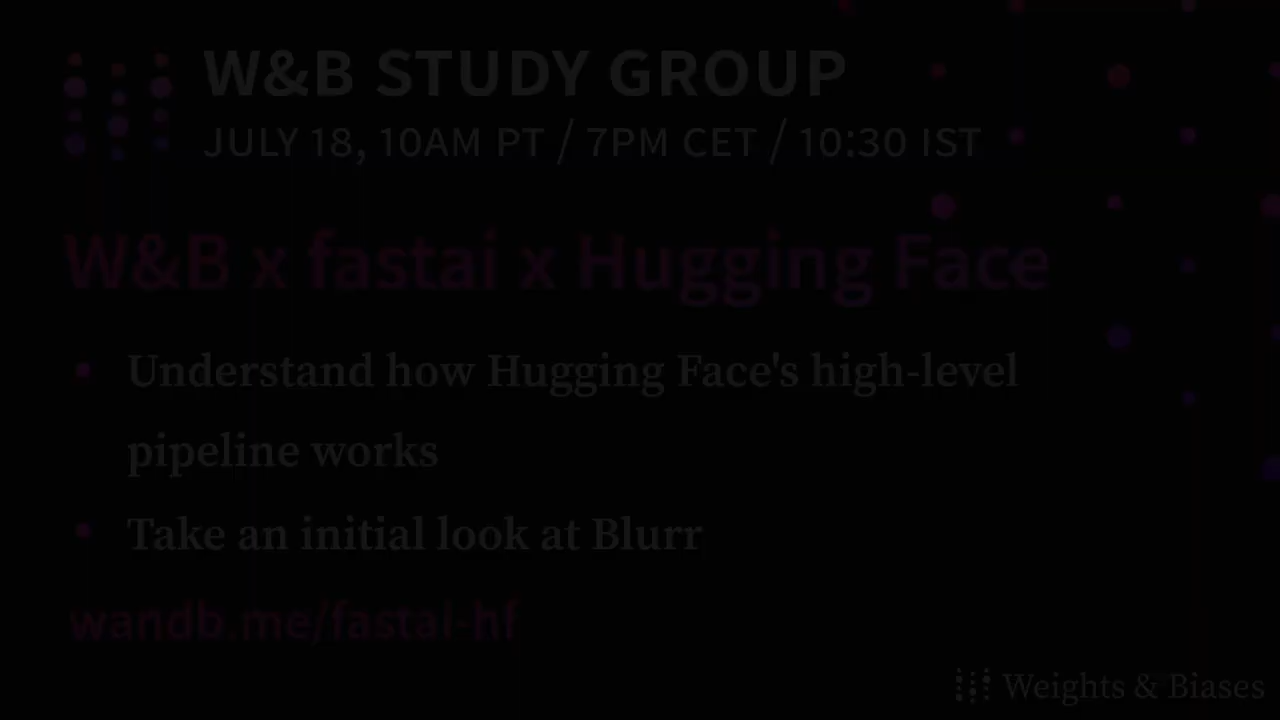 W&B STUDY GROUP
JULY 18, 10AM PT / 7PM CET / 10:30 IST
W&B x fastai x Hugging Face
• Understand how Hugging Face's high-level
pipeline works
• Take an initial look at Blurr
wandb.me/fastai-hf
Weights & Biases